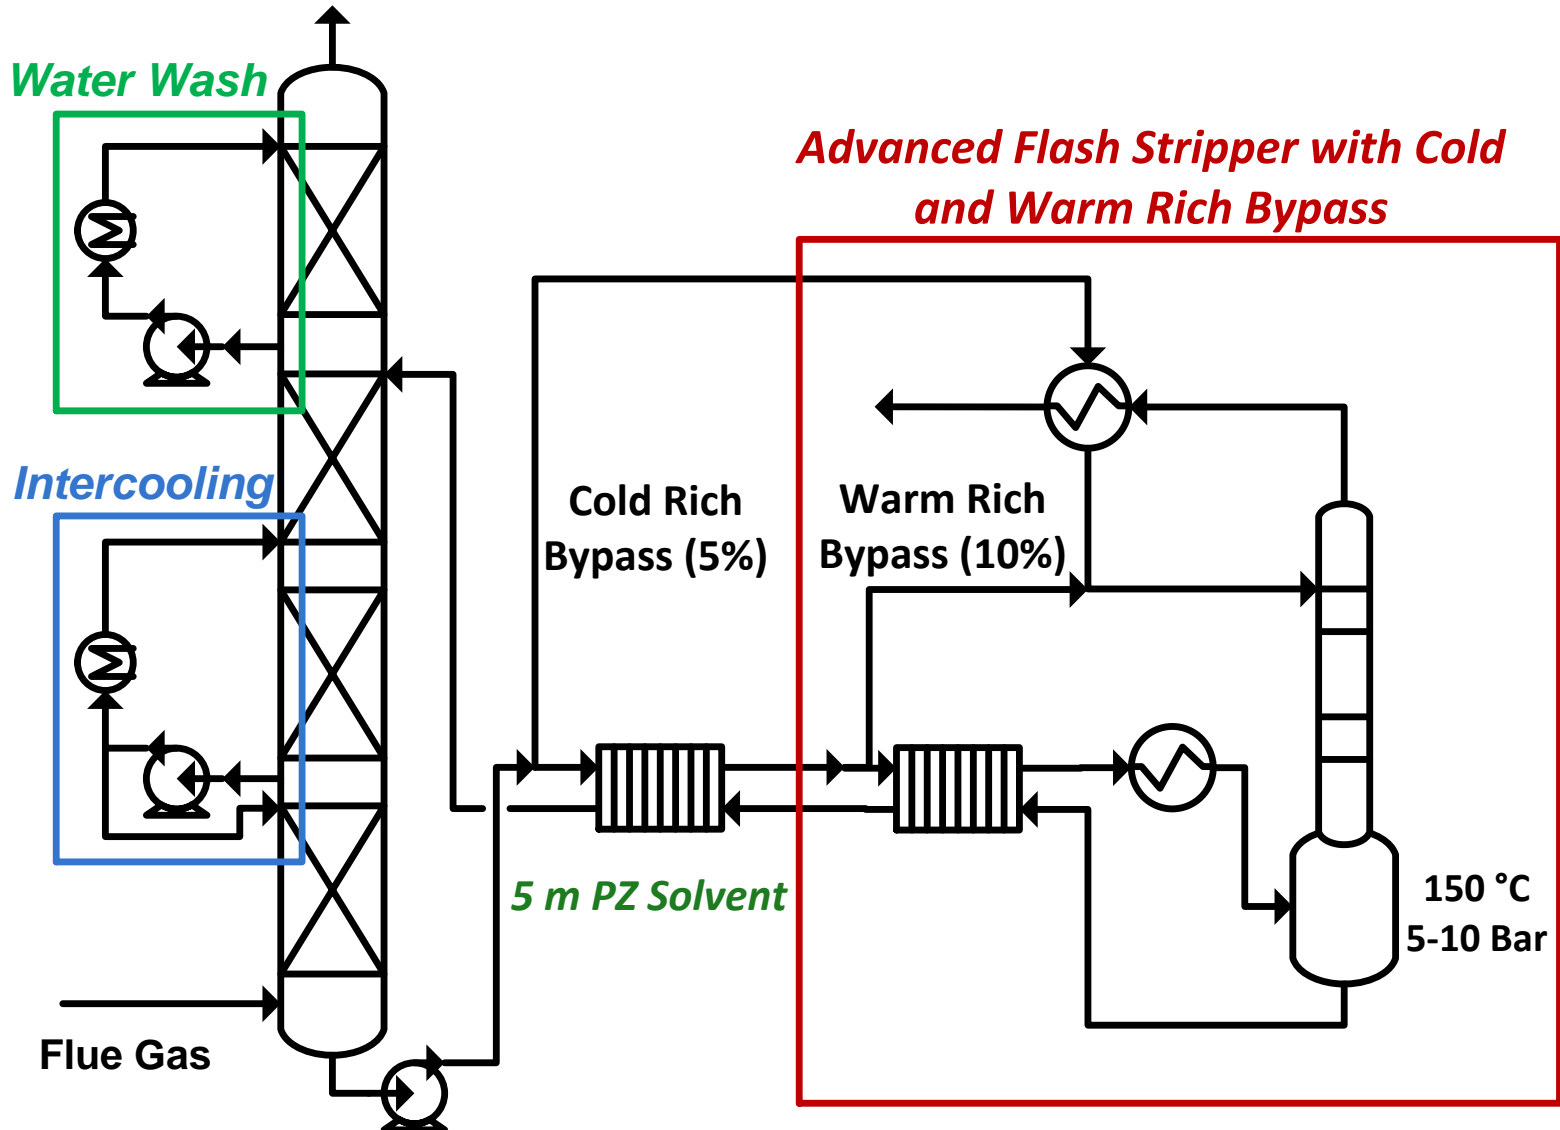 Water Wash
Advanced Flash Stripper with Cold
and Warm Rich Bypass
Intercooling
Cold Rich
Bypass (5%)
Warm Rich
Bypass (10%)
5 m PZ Solvent
150 °C
5-10 Bar
Flue Gas